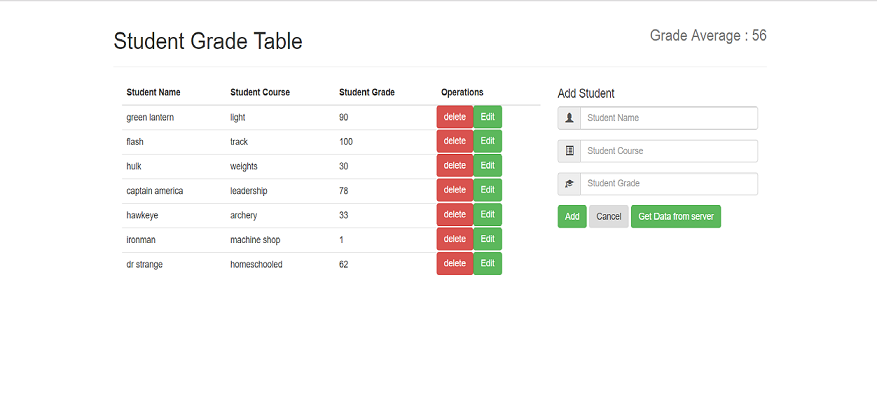 Student Grade Table
Grade Average : 56
Student Name Student Course Student Grade Operations
green lantern light 90 delete Edit
flash track 100 delete Edit
hulk weights 30 delete Edit
captain america leadership 78 delete Edit
hawkeye archery 33 delete Edit
ironman machine shop 1 delete Edit
dr strange homeschooled 62 delete Edit
Add Student
Student Name
Student Course
Student Grade
Add Cancel Get Data from server